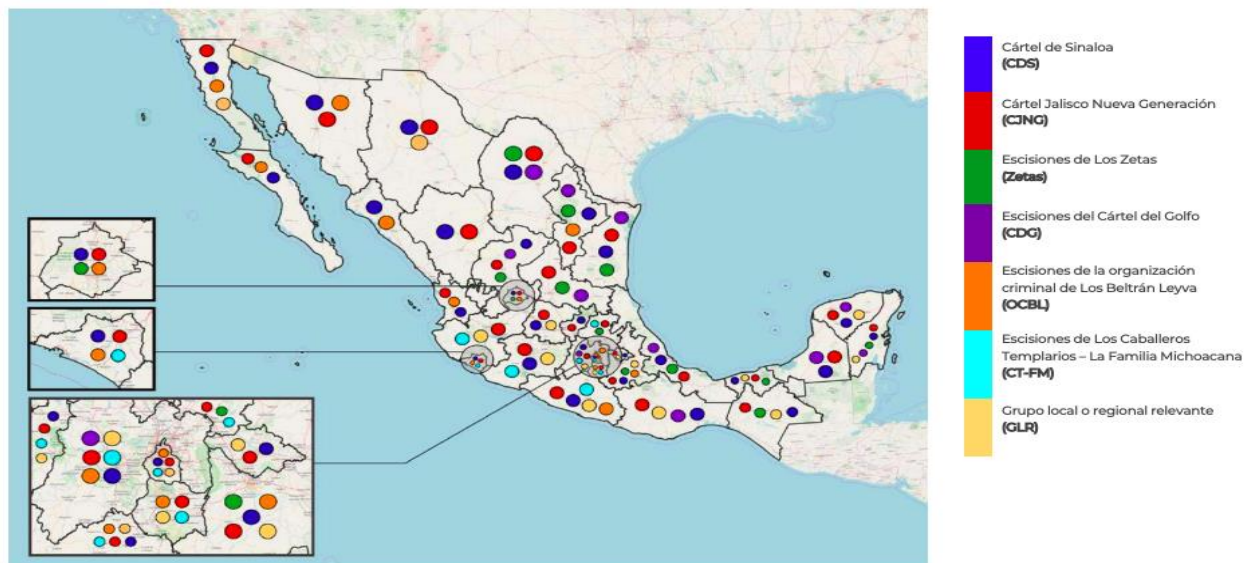 Cártel de Sinaloa
(CDS)
Cártel Jalisco Nueva Generación
(CJNG)
Escisiones de Los Zetas
(Zetas)
Escisiones del Cártel del Golfo
(CDG)
Escisiones de la organización
criminal de Los Beltrán Leyva
(OCBL)
Escisiones de Los Caballeros
Templarios – La Familia Michoacana
(CT-FM)
Grupo local o regional relevante
(GLR)